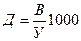 Д = В/У 1000